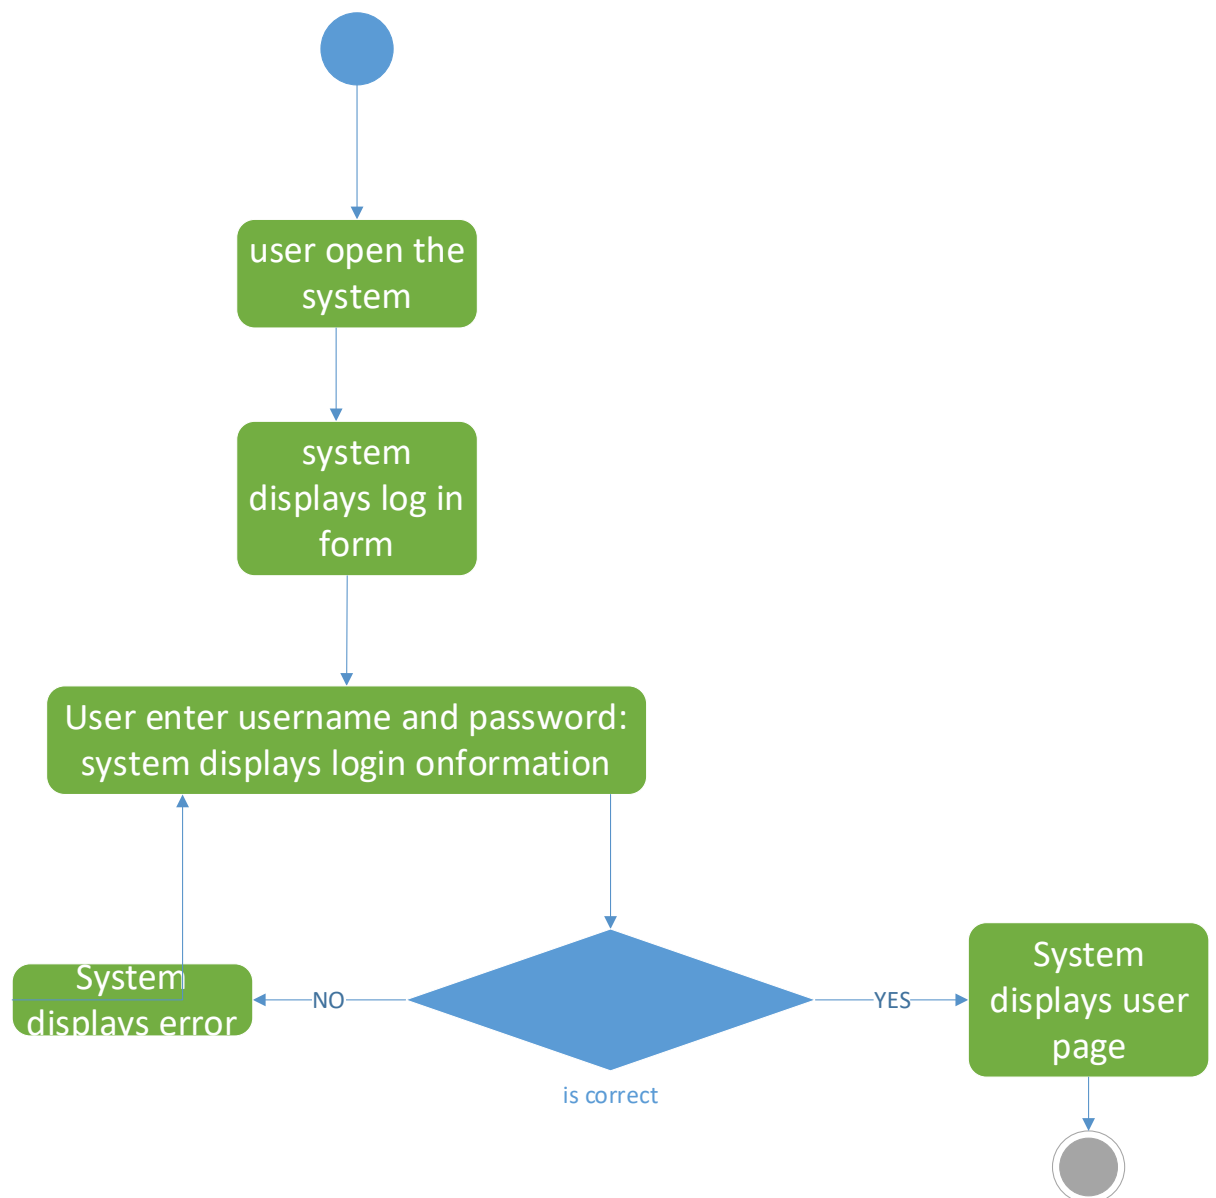 user open the
system
system
displays log in
form
User enter username and password:
system displays login onformation
System
displays error
NO
YES
System
displays user
page
is correct